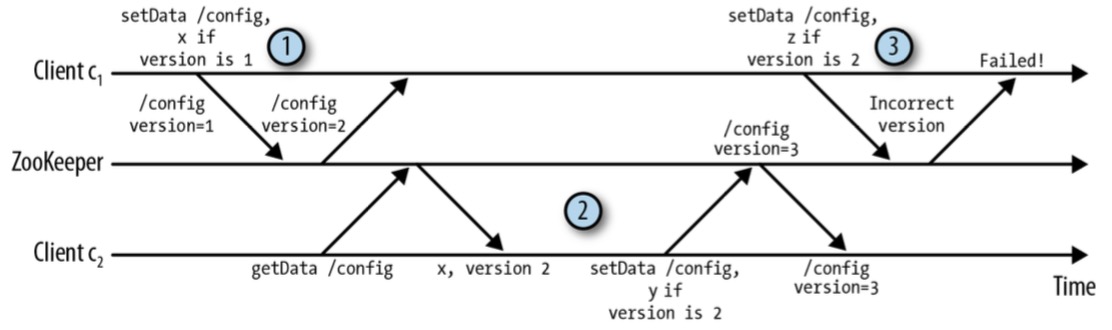 setData /config,
x if
version is 1
1
setData /config,
z if
version is 2
3
Failed!
Client c1
/config
version=1
/config
version=2
Incorrect
version
/config
version=3
ZooKeeper
2
Client c2
getData /config
x, version 2
setData /config,
y if
version is 2
/config
version=3
Time